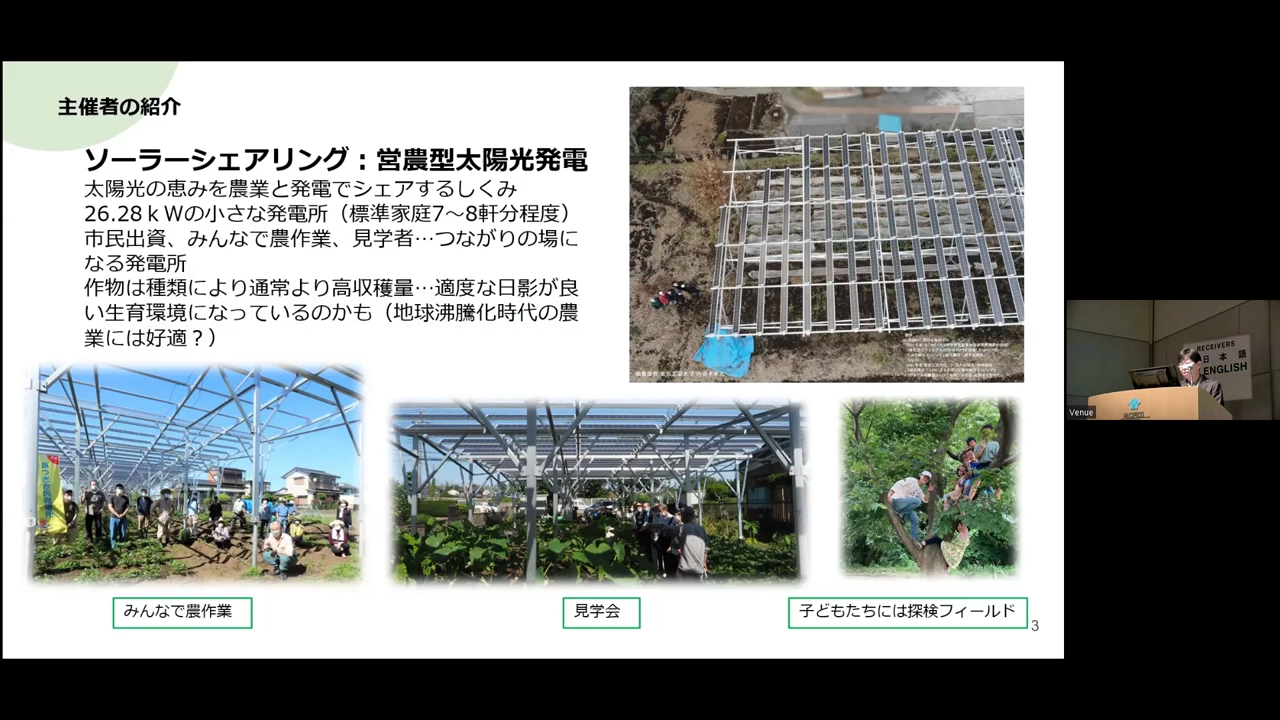 主催者の紹介
ソーラーシェアリング：営農型太陽光発電
太陽光の恵みを農業と発電でシェアするしくみ
26.28ｋWの小さな発電所（標準家庭7～8軒分程度）
市民出資、みんなで農作業、見学者…つながりの場に
なる発電所
作物は種類により通常より高収穫量…適度な日影が良
い生育環境になっているのかも（地球沸騰化時代の農
業には好適？）
みんなで農作業
見学会
子どもたちには探検フィールド
3
RECEIVERS
日本語
ENGLISH
Venue